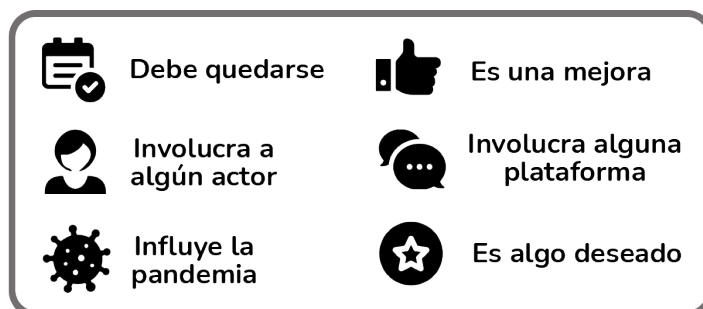 Debe quedarse
Es una mejora
Involucra a
algún actor
Involucra alguna
plataforma
Influye la
pandemia
Es algo deseado